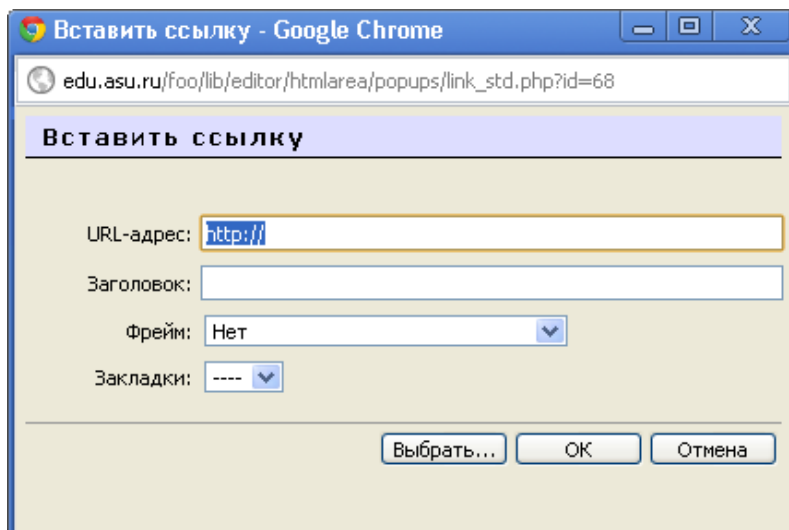 Вставить ссылку - Google Chrome
edu.asu.ru/foo/lib/editor/htmlarea/popups/link_std.php?id=68
Вставить ссылку
URL-адрес: http://
Заголовок:
Фрейм: Нет
Закладки: ----
Выбрать... ОК Отмена